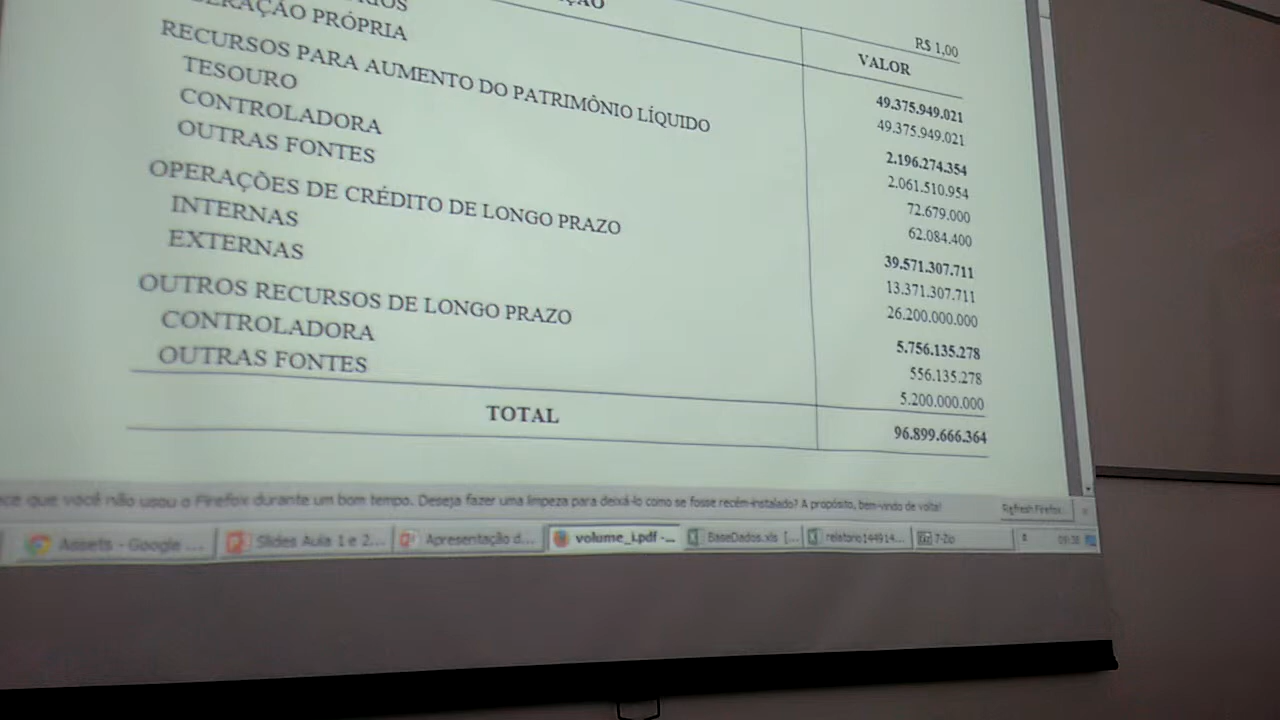 R$ 1,00
VALOR
49.375.949.021
PRÓPRIA 49.375.949.021
RECURSOS PARA AUMENTO DO PATRIMÔNIO LÍQUIDO 2.196.274.354
TESOURO 2.061.510.954
CONTROLADORA 72.679.000
OUTRAS FONTES 62.084.400
OPERAÇÕES DE CRÉDITO DE LONGO PRAZO 39.571.307.711
INTERNAS 13.371.307.711
EXTERNAS 26.200.000.000
OUTROS RECURSOS DE LONGO PRAZO 5.756.135.278
CONTROLADORA 556.135.278
OUTRAS FONTES 5.200.000.000
TOTAL 96.899.666.364
que você não usou o Firefox durante um bom tempo. Deseja fazer uma limpeza para deixá-lo como se fosse recém-instalado? A propósito, bem-vindo de volta! Refresh Firefox...
Assets - Google ... Slides Aula 1 e 2... Apresentação d... volume_i.pdf -... BaseDados.xls [... relatorio144914... 7-Zip 09:38